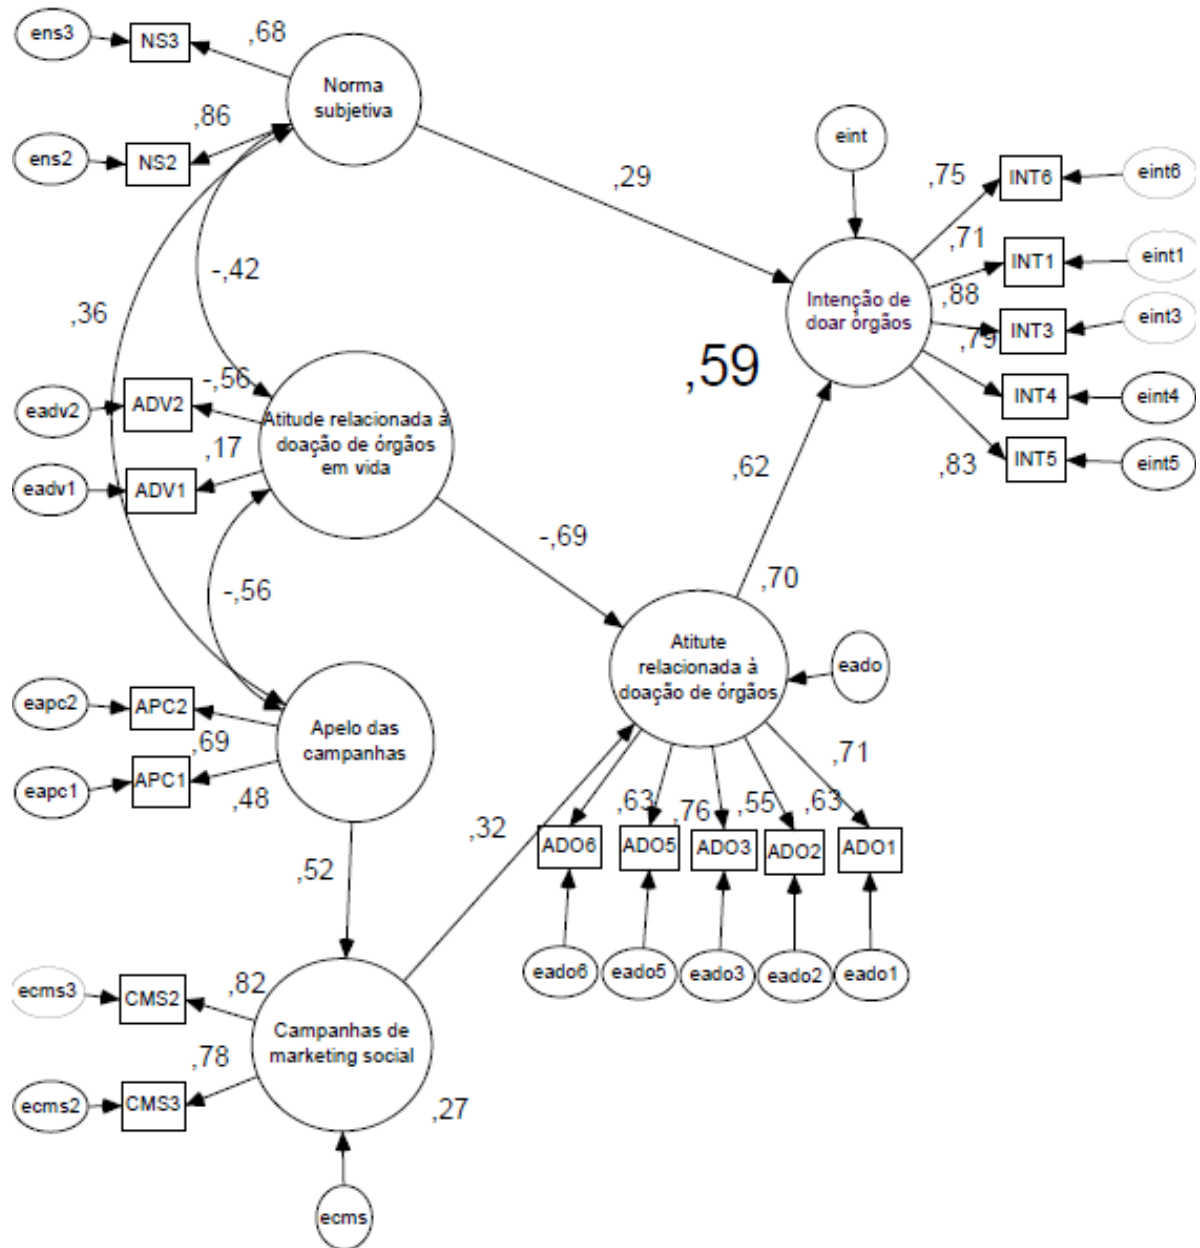 ens3
NS3
,68
Norma
subjetiva
,86
ens2
NS2
eint
,29
,75
INT6
eint6
,71
INT1
eint1
-,42
Intenção de
doar órgãos
,88
INT3
eint3
,36
,79
,59
-,56
ADV2
eadv2
Atitude relacionada à
doação de órgãos
em vida
INT4
eint4
,17
,62
,83
INT5
eint5
eadv1
ADV1
-,69
-,56
,70
Atitute
relacionada à
doação de órgãos
eado
eapc2
APC2
Apelo das
campanhas
,69
eapc1
APC1
,48
,71
,63
,76
,55
,63
,32
ADO6
ADO5
ADO3
ADO2
ADO1
,52
eado6
eado5
eado3
eado2
eado1
ecms3
CMS2
,82
Campanhas de
marketing social
,78
ecms2
CMS3
,27
ecms